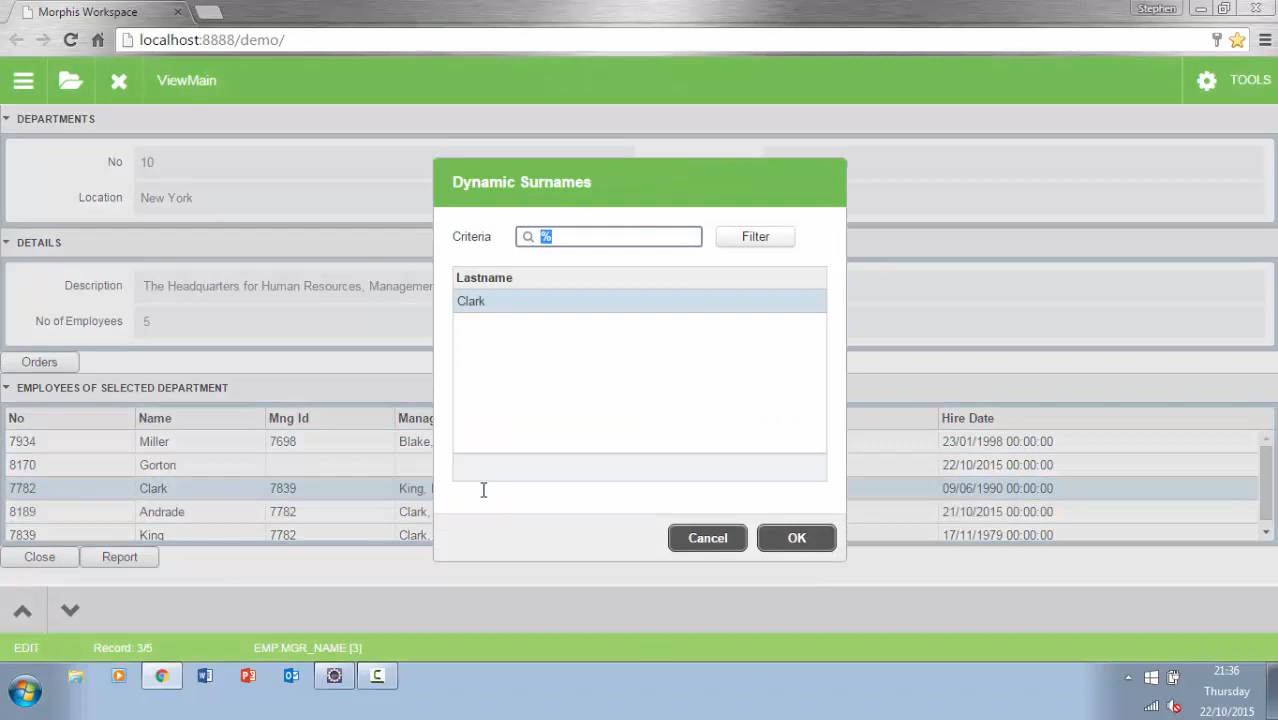 Morphis Workspace
Stephen
localhost:8888/demo/
ViewMain
TOOLS
DEPARTMENTS
No 10
Location New York
DETAILS
Description The Headquarters for Human Resources, Managemen
No of Employees 5
Orders
EMPLOYEES OF SELECTED DEPARTMENT
No Name Mng Id Manag Hire Date
7934 Miller 7698 Blake, 23/01/1998 00:00:00
8170 Gorton 22/10/2015 00:00:00
7782 Clark 7839 King, 09/06/1990 00:00:00
8189 Andrade 7782 Clark, 21/10/2015 00:00:00
7839 King 7782 Clark, 17/11/1979 00:00:00
Close Report
Dynamic Surnames
Criteria % Filter
Lastname
Clark
Cancel OK
EDIT Record: 3/5 EMP.MGR_NAME [3]
21:36
Thursday
22/10/2015